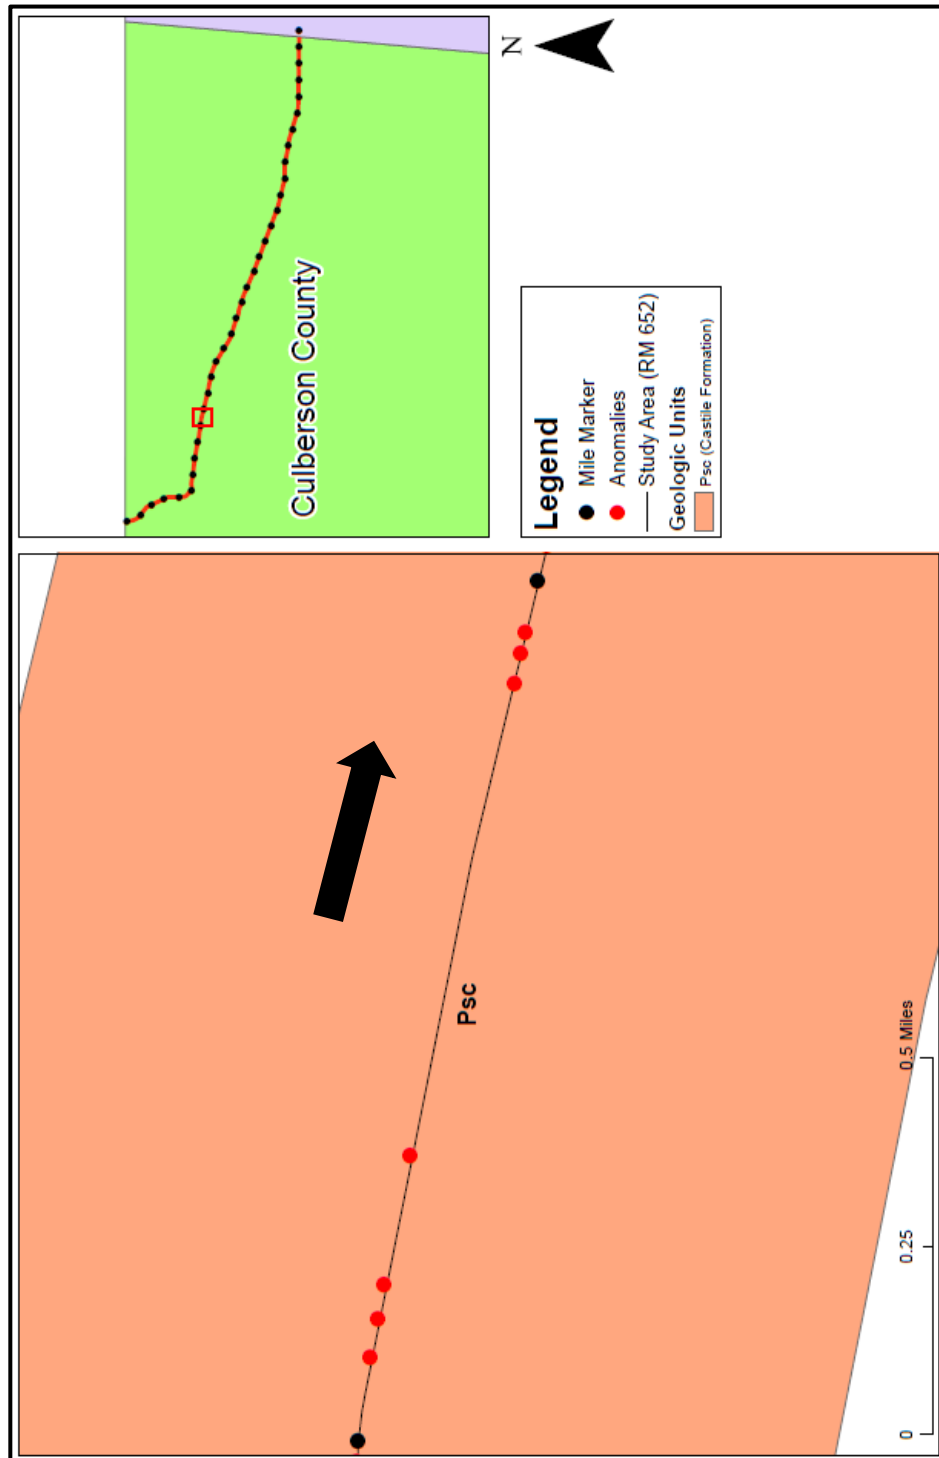 Psc
0
0.25
0.5 Miles
Culberson County
N
Legend
Mile Marker
Anomalies
Study Area (RM 652)
Geologic Units
Psc (Castile Formation)